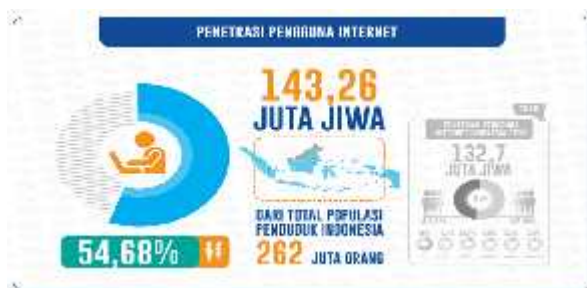 PENETRASI PENGGUNA INTERNET
143,26
JUTA JIWA
DARI TOTAL POPULASI
PENDUDUK INDONESIA
262 JUTA ORANG
54,68%
132,7
JUTA JIWA